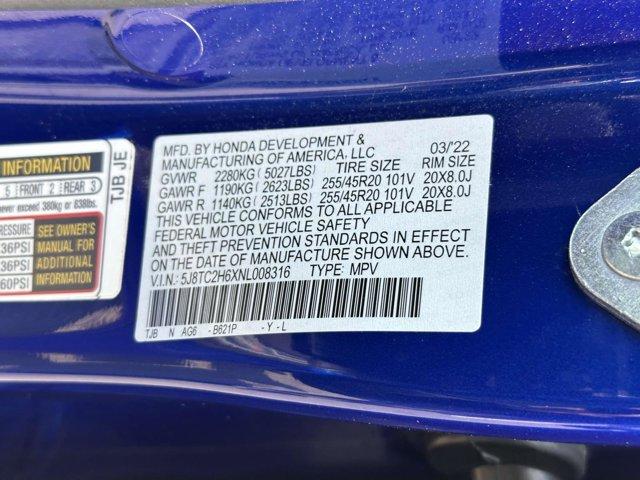 INFORMATION
5 FRONT 2 REAR 3
never exceed 380kg or 838lbs.
PRESSURE
SEE OWNER'S
MANUAL FOR
ADDITIONAL
INFORMATION
36PSI
36PSI
60PSI
TJB JE
MFD. BY HONDA DEVELOPMENT &
MANUFACTURING OF AMERICA, LLC 03/'22
GVWR 2280KG (5027LBS) TIRE SIZE RIM SIZE
GAWR F 1190KG (2623LBS) 255/45R20 101V 20X8.0J
GAWR R 1140KG (2513LBS) 255/45R20 101V 20X8.0J
THIS VEHICLE CONFORMS TO ALL APPLICABLE
FEDERAL MOTOR VEHICLE SAFETY
AND THEFT PREVENTION STANDARDS IN EFFECT
ON THE DATE OF MANUFACTURE SHOWN ABOVE.
V.I.N.: 5J8TC2H6XNL008316 TYPE: MPV
TJB N AG6 - B621P - Y - L